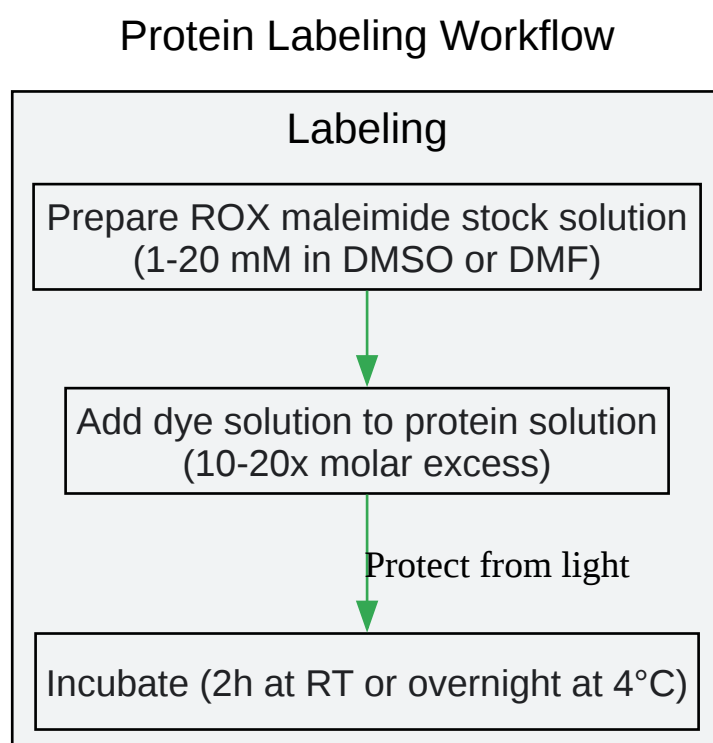 Protein Labeling Workflow
Labeling
Prepare ROX maleimide stock solution
(1-20 mM in DMSO or DMF)
Add dye solution to protein solution
(10-20x molar excess)
Protect from light
Incubate (2h at RT or overnight at 4°C)